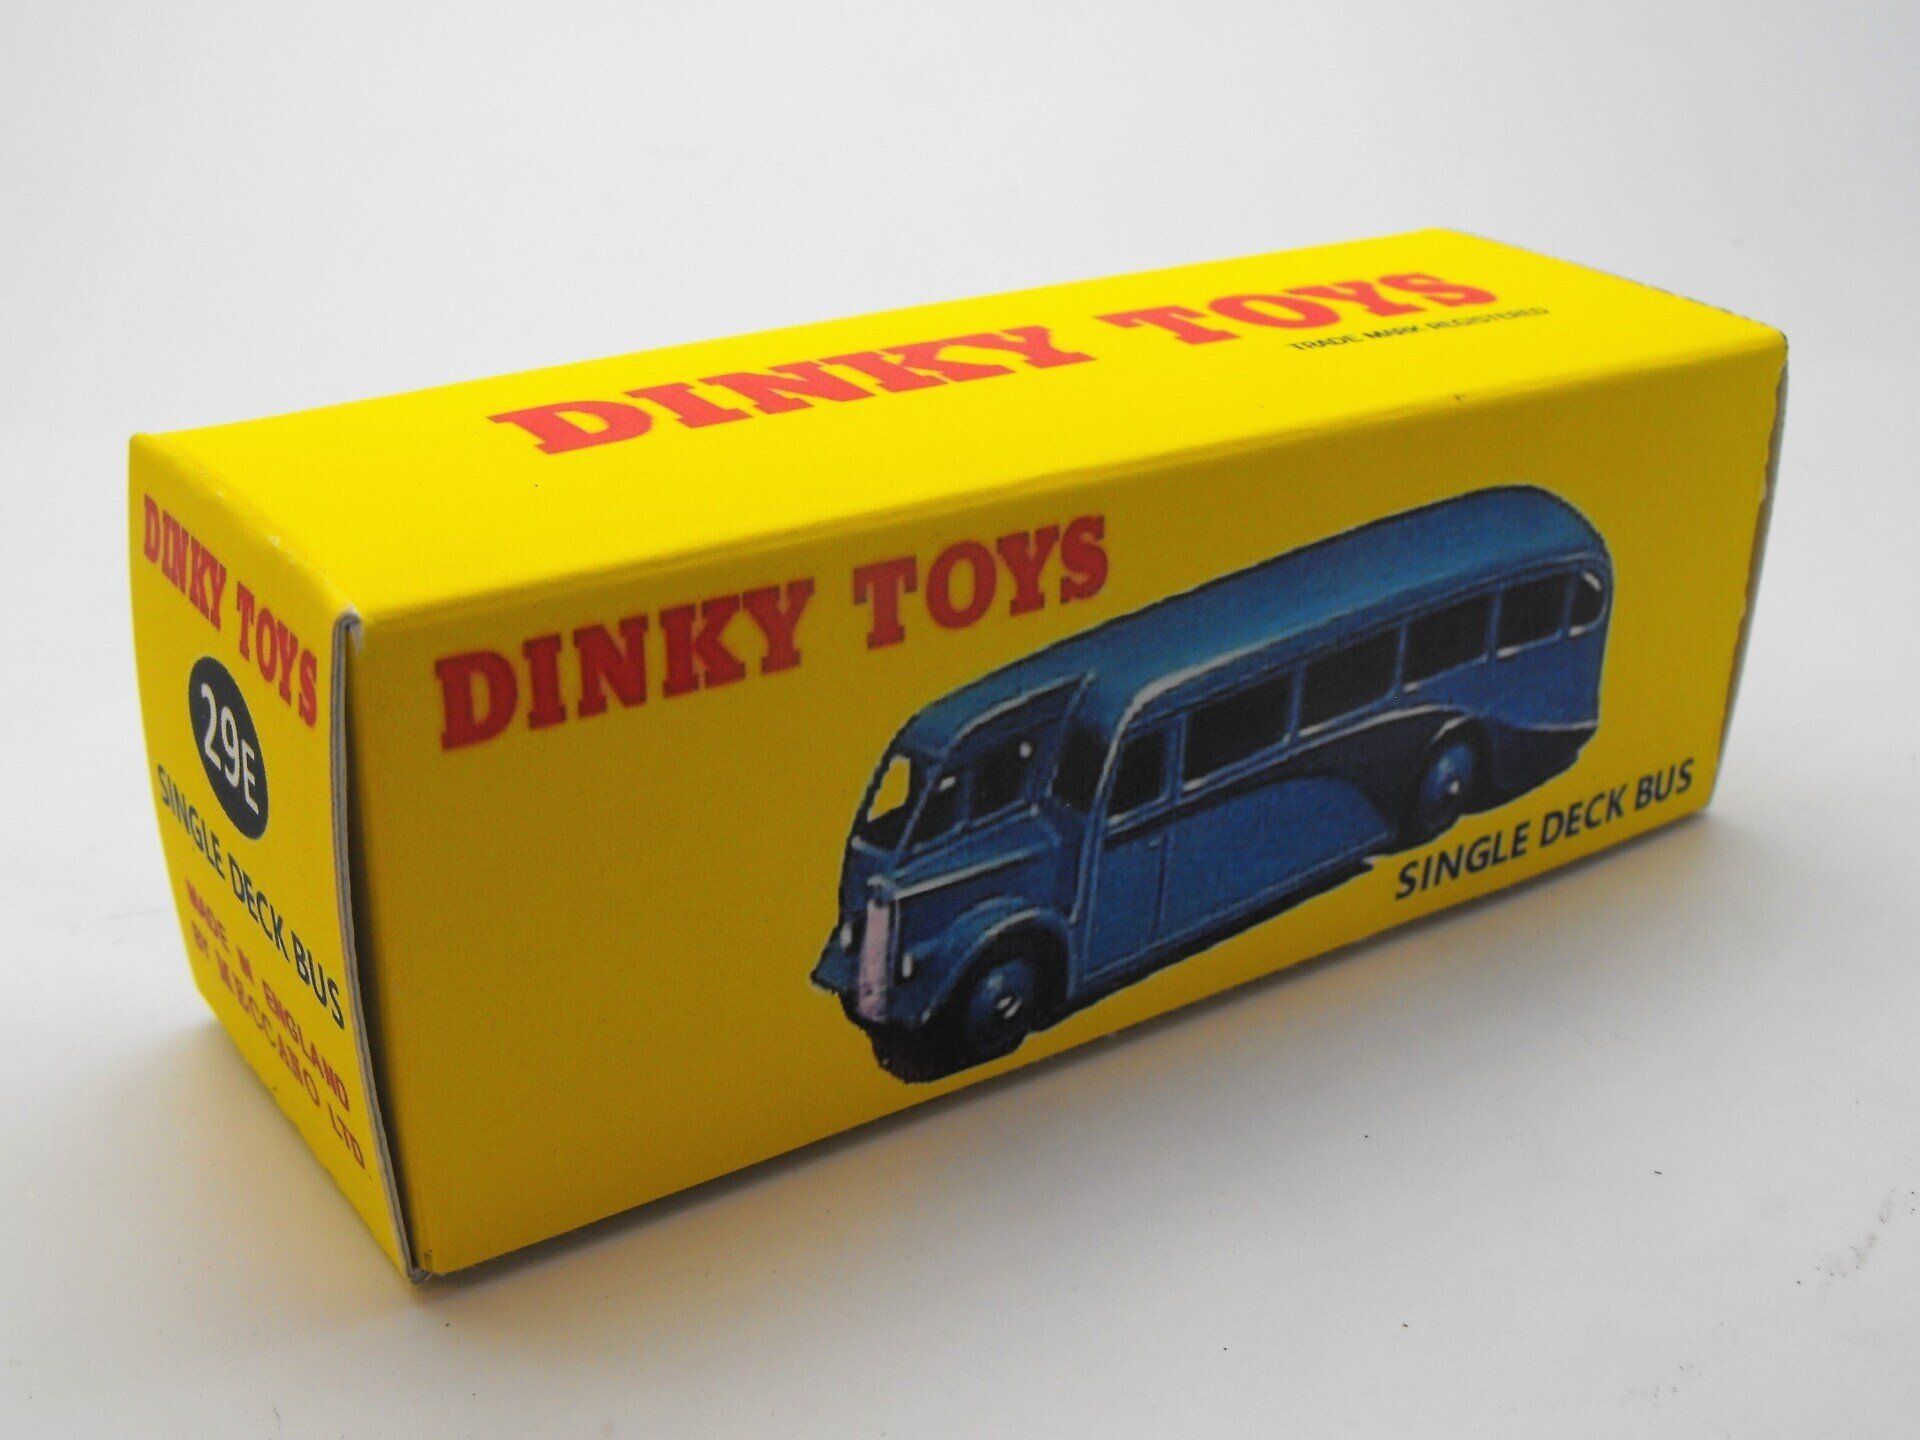 DINKY TOYS
TRADE MARK REGISTERED
DINKY TOYS
SINGLE DECK BUS
DINKY TOYS
29E
SINGLE DECK BUS
MADE IN ENGLAND
BY MECCANO LTD